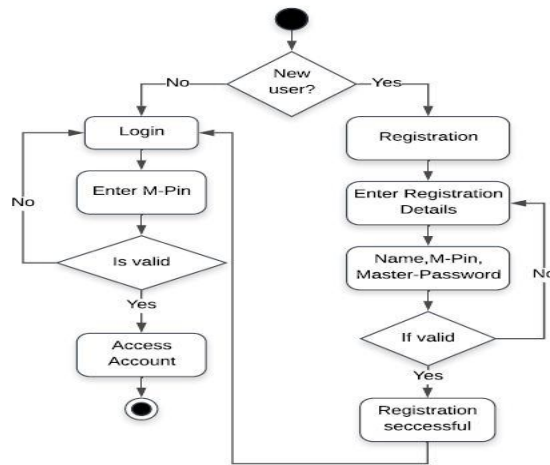 New
user?
No
Yes
Login
Registration
Enter M-Pin
Enter Registration
Details
No
Name,M-Pin,
Master-Password
Is valid
No
Yes
If valid
Access
Account
Yes
Registration
seccessful